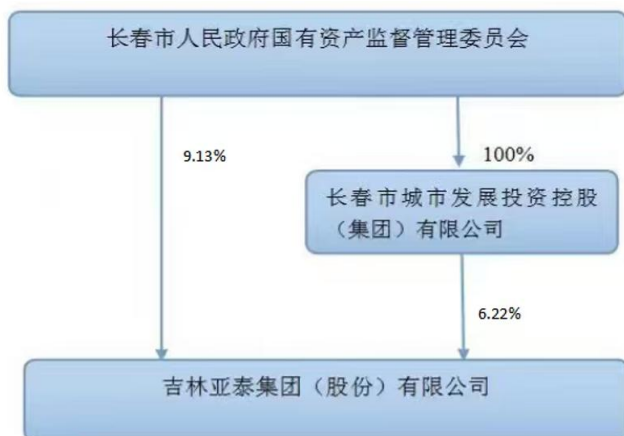 长春市人民政府国有资产监督管理委员会
9.13%
100%
长春市城市发展投资控股
（集团）有限公司
6.22%
吉林亚泰集团（股份）有限公司